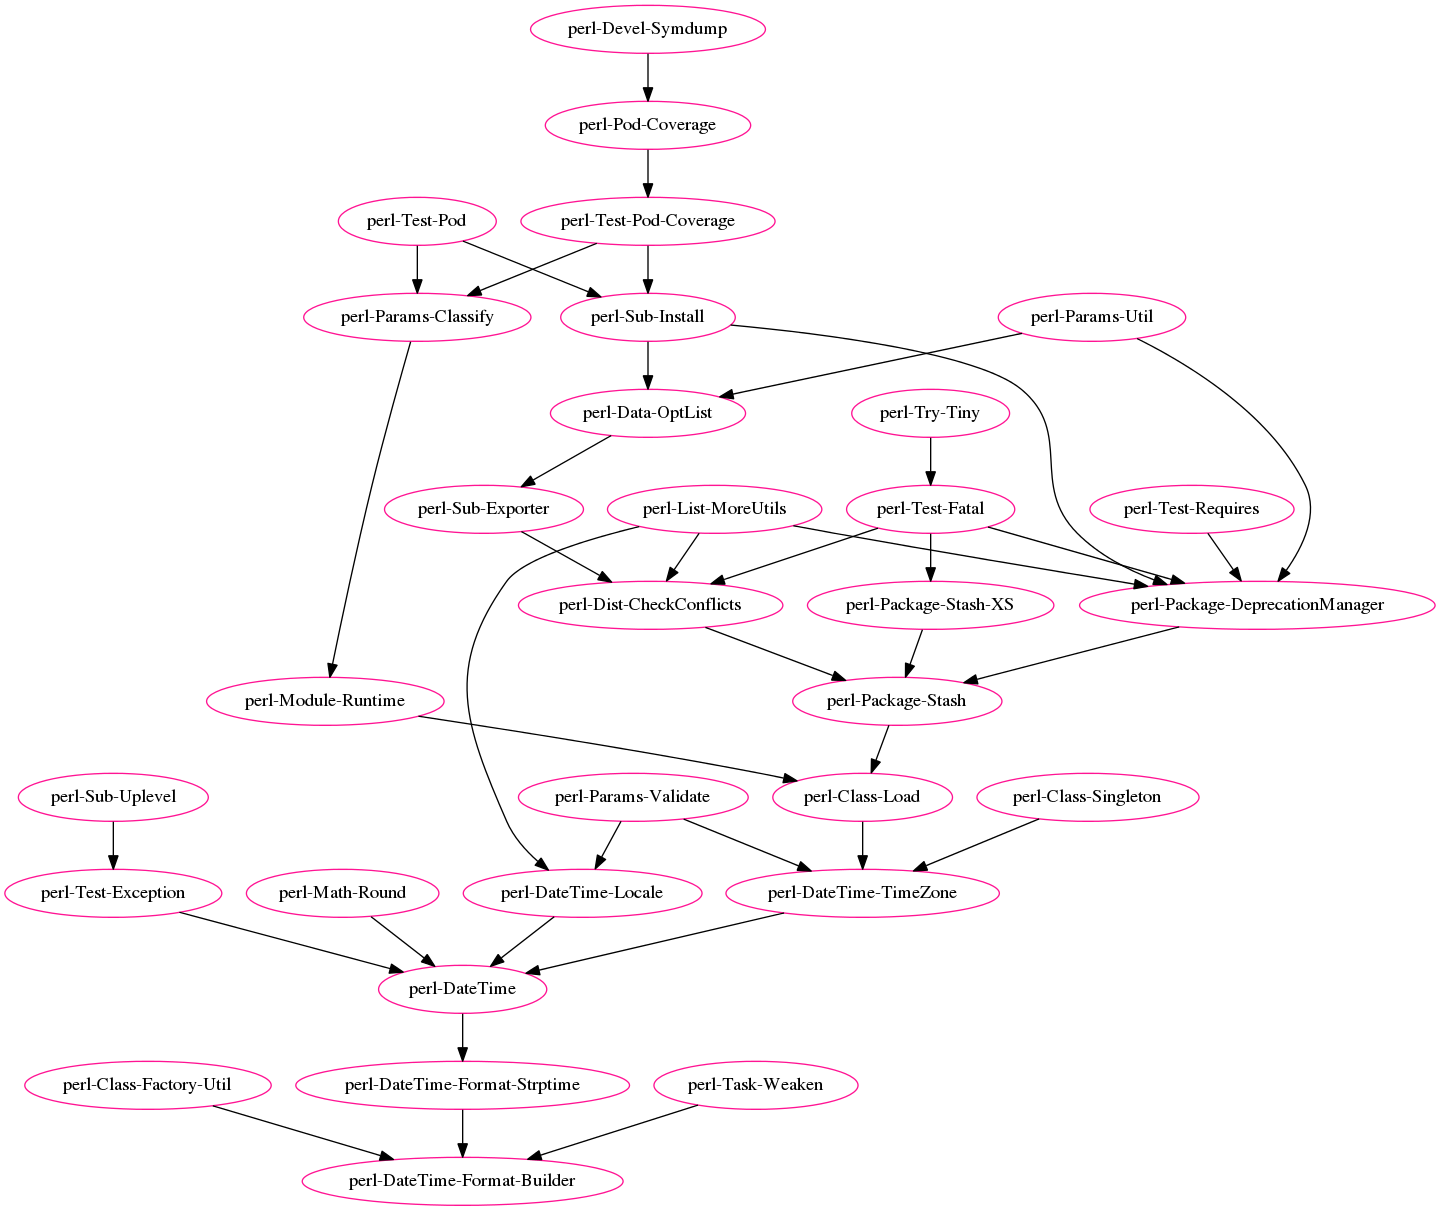 perl-Devel-Symdump
perl-Pod-Coverage
perl-Test-Pod
perl-Test-Pod-Coverage
perl-Params-Classify
perl-Sub-Install
perl-Params-Util
perl-Data-OptList
perl-Try-Tiny
perl-Sub-Exporter
perl-List-MoreUtils
perl-Test-Fatal
perl-Test-Requires
perl-Dist-CheckConflicts
perl-Package-Stash-XS
perl-Package-DeprecationManager
perl-Module-Runtime
perl-Package-Stash
perl-Sub-Uplevel
perl-Params-Validate
perl-Class-Load
perl-Class-Singleton
perl-Test-Exception
perl-Math-Round
perl-DateTime-Locale
perl-DateTime-TimeZone
perl-DateTime
perl-Class-Factory-Util
perl-DateTime-Format-Strptime
perl-Task-Weaken
perl-DateTime-Format-Builder